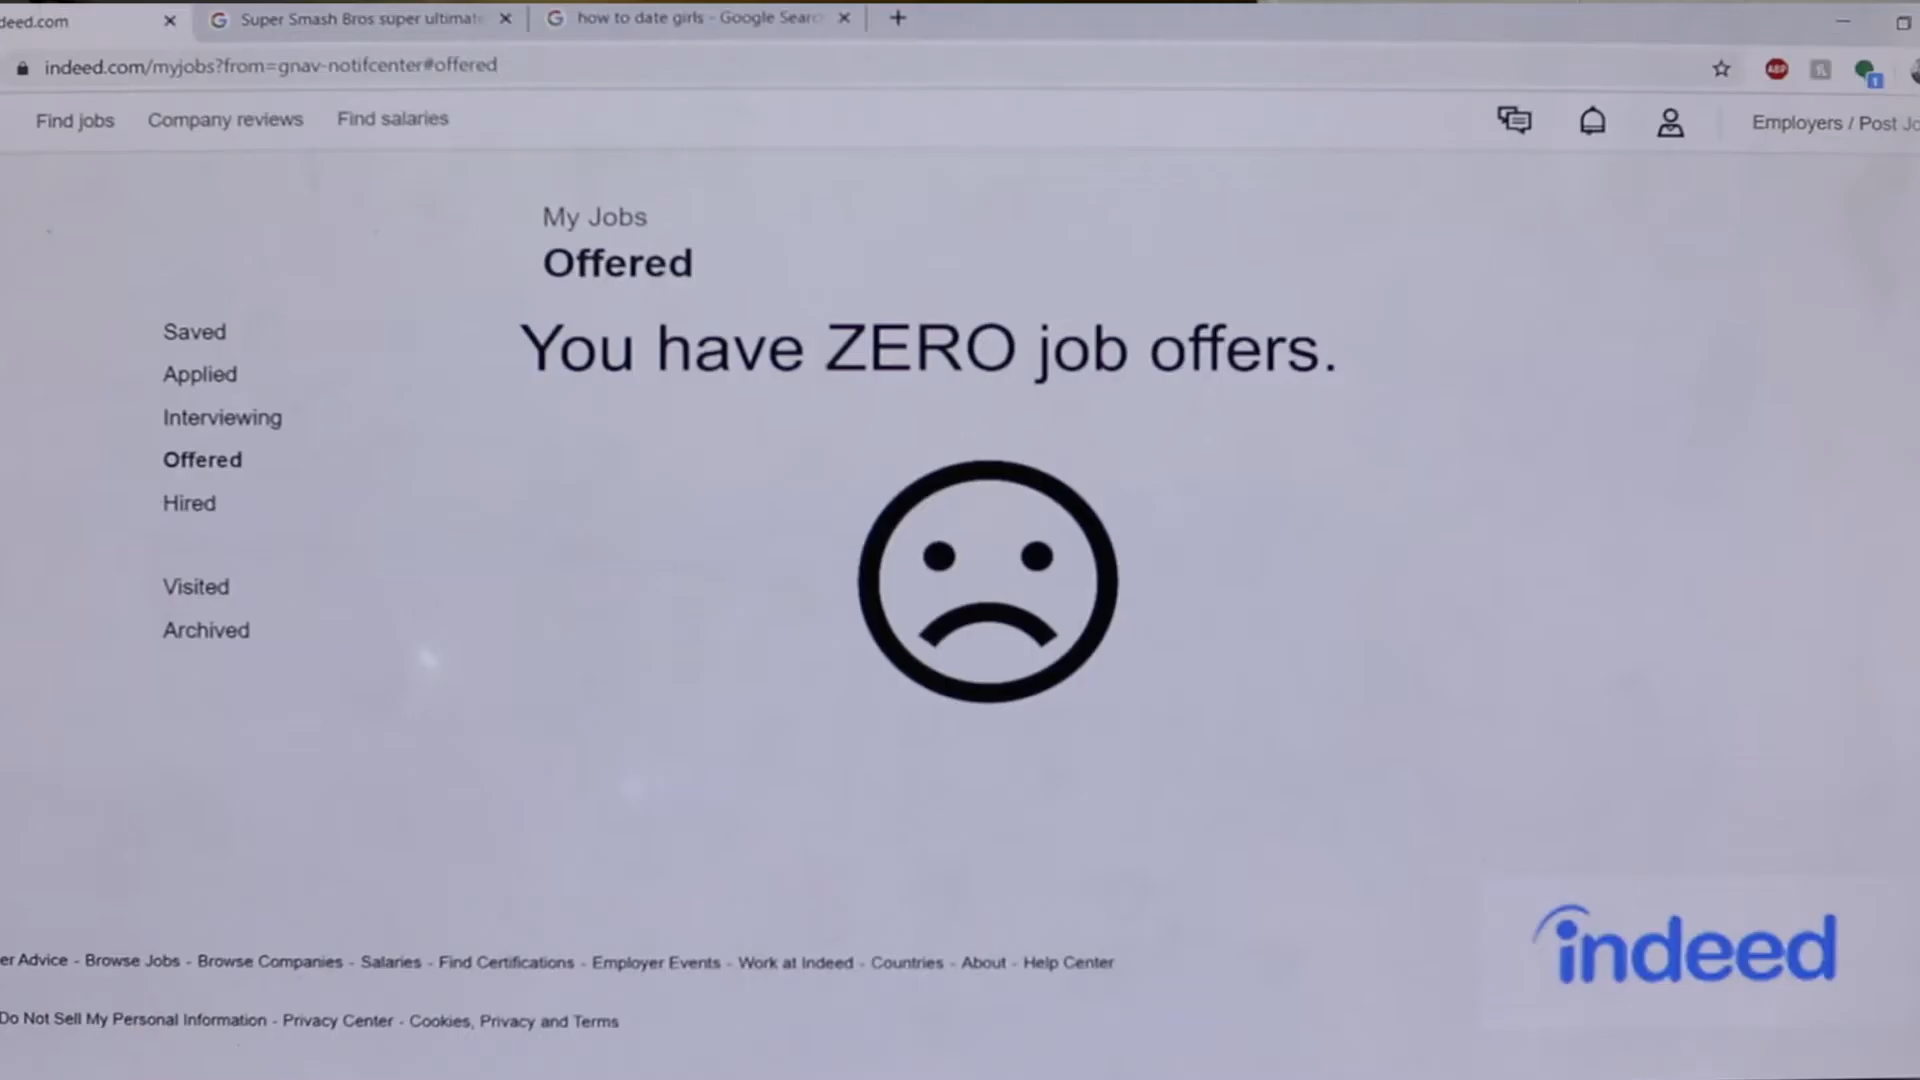 deed.com
Super Smash Bros super ultimat
how to date girls - Google Sear
indeed.com/myjobs?from=gnav-notifcenter#offered
ABP
1
Find jobs
Company reviews
Find salaries
Employers / Post Jo
My Jobs
Offered
You have ZERO job offers.
Saved
Applied
Interviewing
Offered
Hired
Visited
Archived
indeed
er Advice - Browse Jobs - Browse Companies - Salaries - Find Certifications - Employer Events - Work at Indeed - Countries - About - Help Center
Do Not Sell My Personal Information - Privacy Center - Cookies, Privacy and Terms